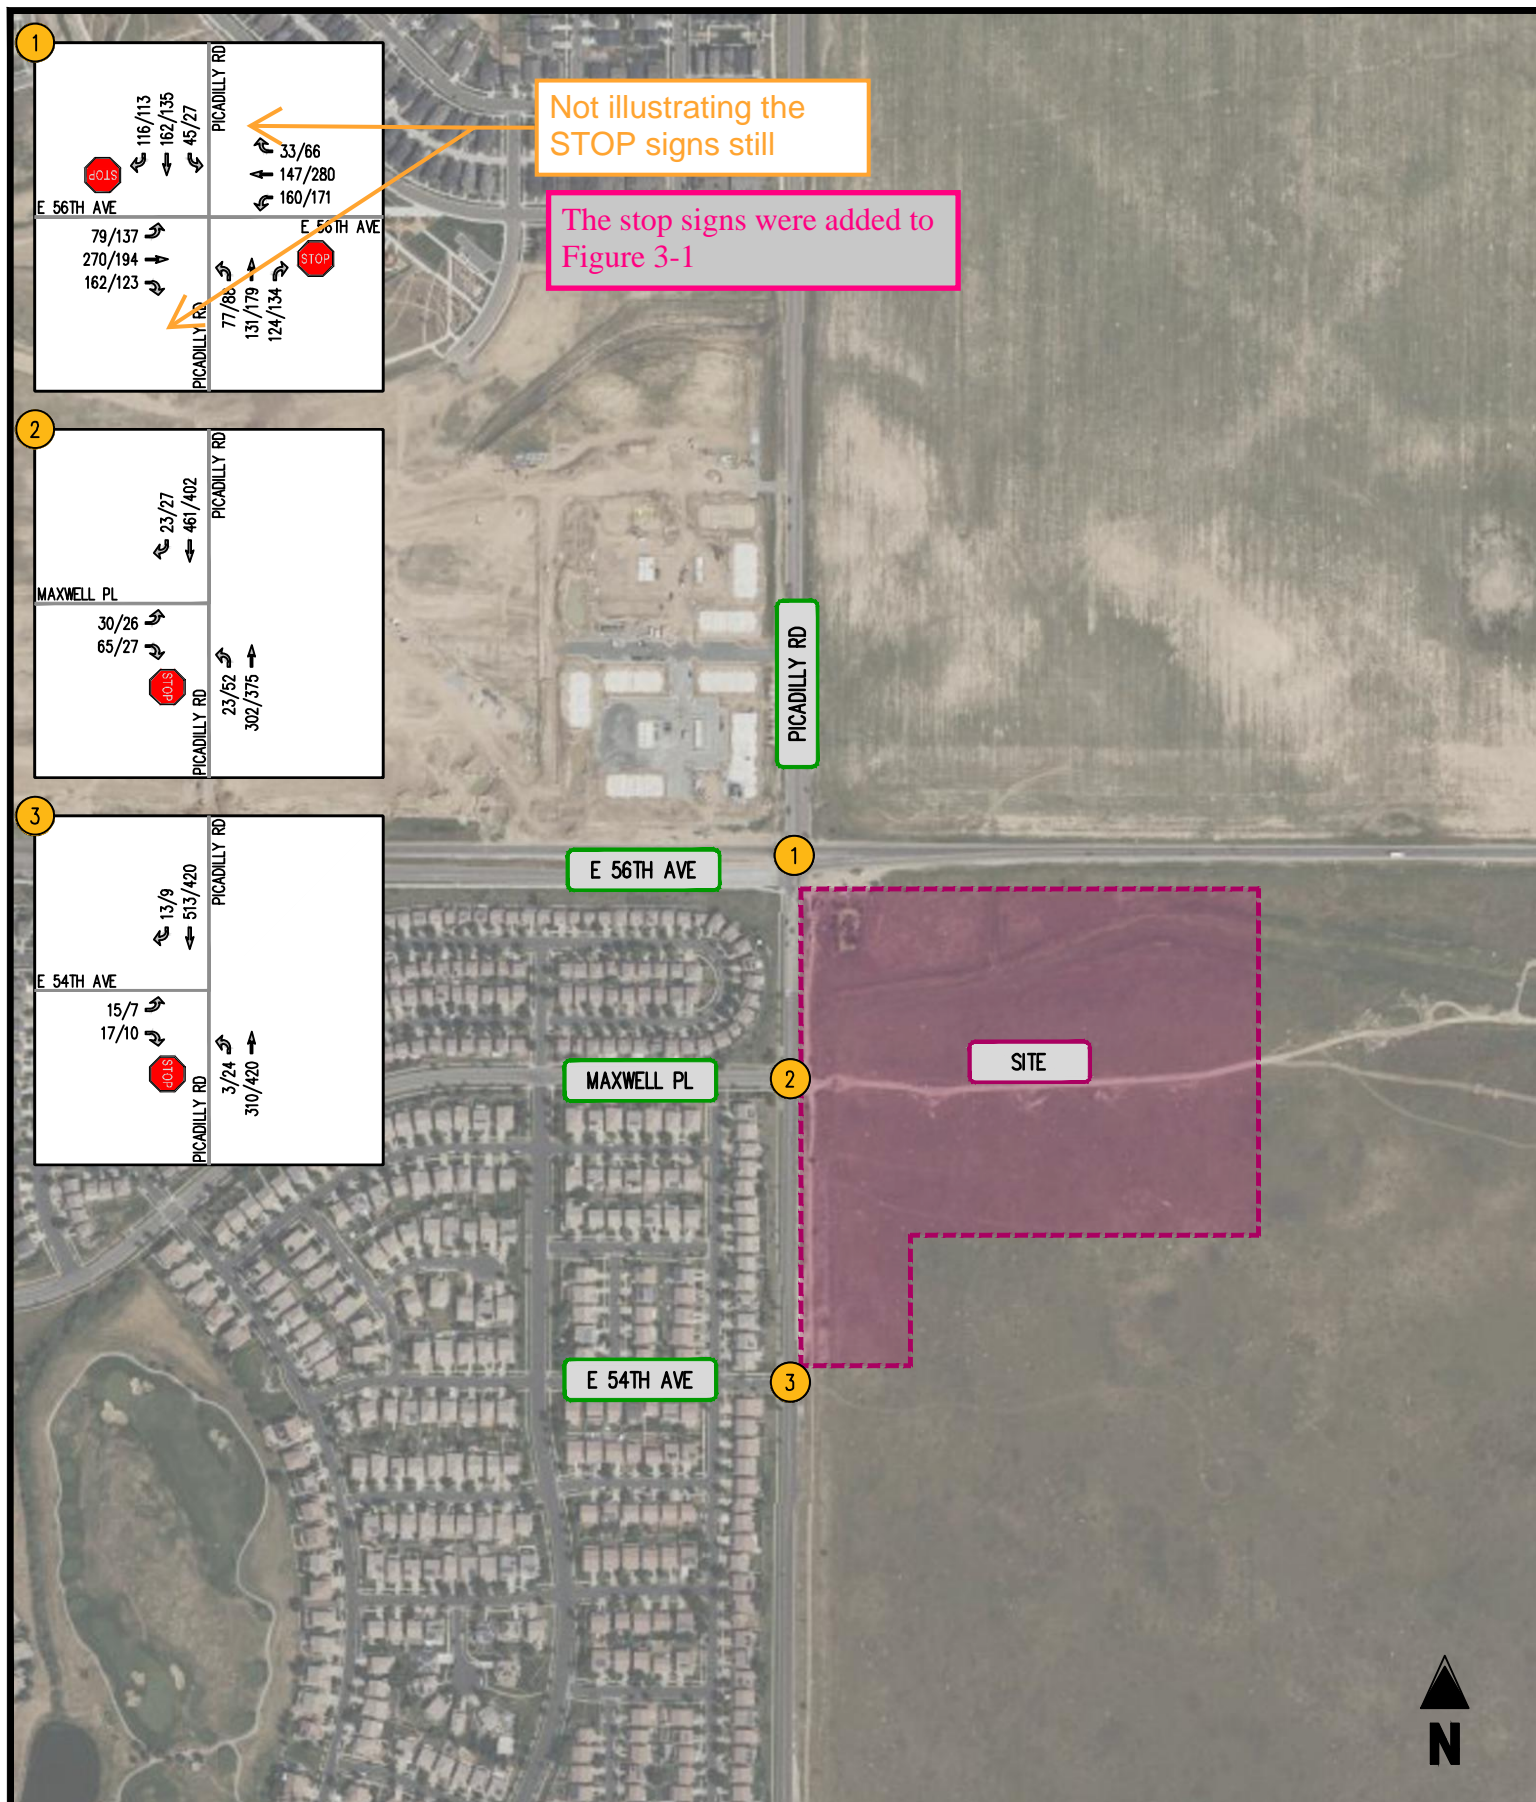 1
PICADILLY RD
116/113
162/135
45/27
STOP
33/66
147/280
160/171
E 56TH AVE
E 56TH AVE
79/137
270/194
162/123
STOP
77/88
131/179
124/134
PICADILLY RD
Not illustrating the
STOP signs still
The stop signs were added to
Figure 3-1
2
PICADILLY RD
23/27
461/402
MAXWELL PL
30/26
65/27
STOP
23/52
302/375
PICADILLY RD
3
PICADILLY RD
13/9
513/420
E 54TH AVE
15/7
17/10
STOP
3/24
310/420
PICADILLY RD
PICADILLY RD
E 56TH AVE
1
MAXWELL PL
2
SITE
E 54TH AVE
3
N